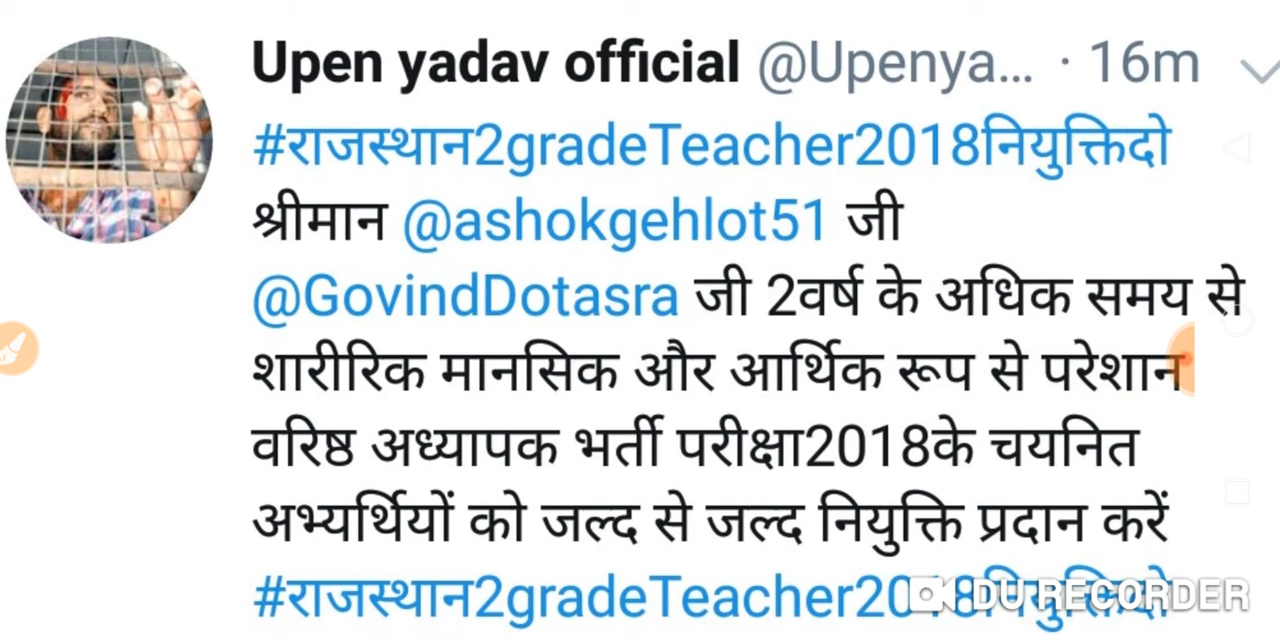 Upen yadav official @Upenya... · 16m
#राजस्थान2gradeTeacher2018नियुक्तिदो
श्रीमान @ashokgehlot51 जी
@GovindDotasra जी 2वर्ष के अधिक समय से
शारीरिक मानसिक और आर्थिक रूप से परेशान
वरिष्ठ अध्यापक भर्ती परीक्षा2018के चयनित
अभ्यर्थियों को जल्द से जल्द नियुक्ति प्रदान करें
#राजस्थान2gradeTeacher2018नियुक्तिदो
DU RECORDER